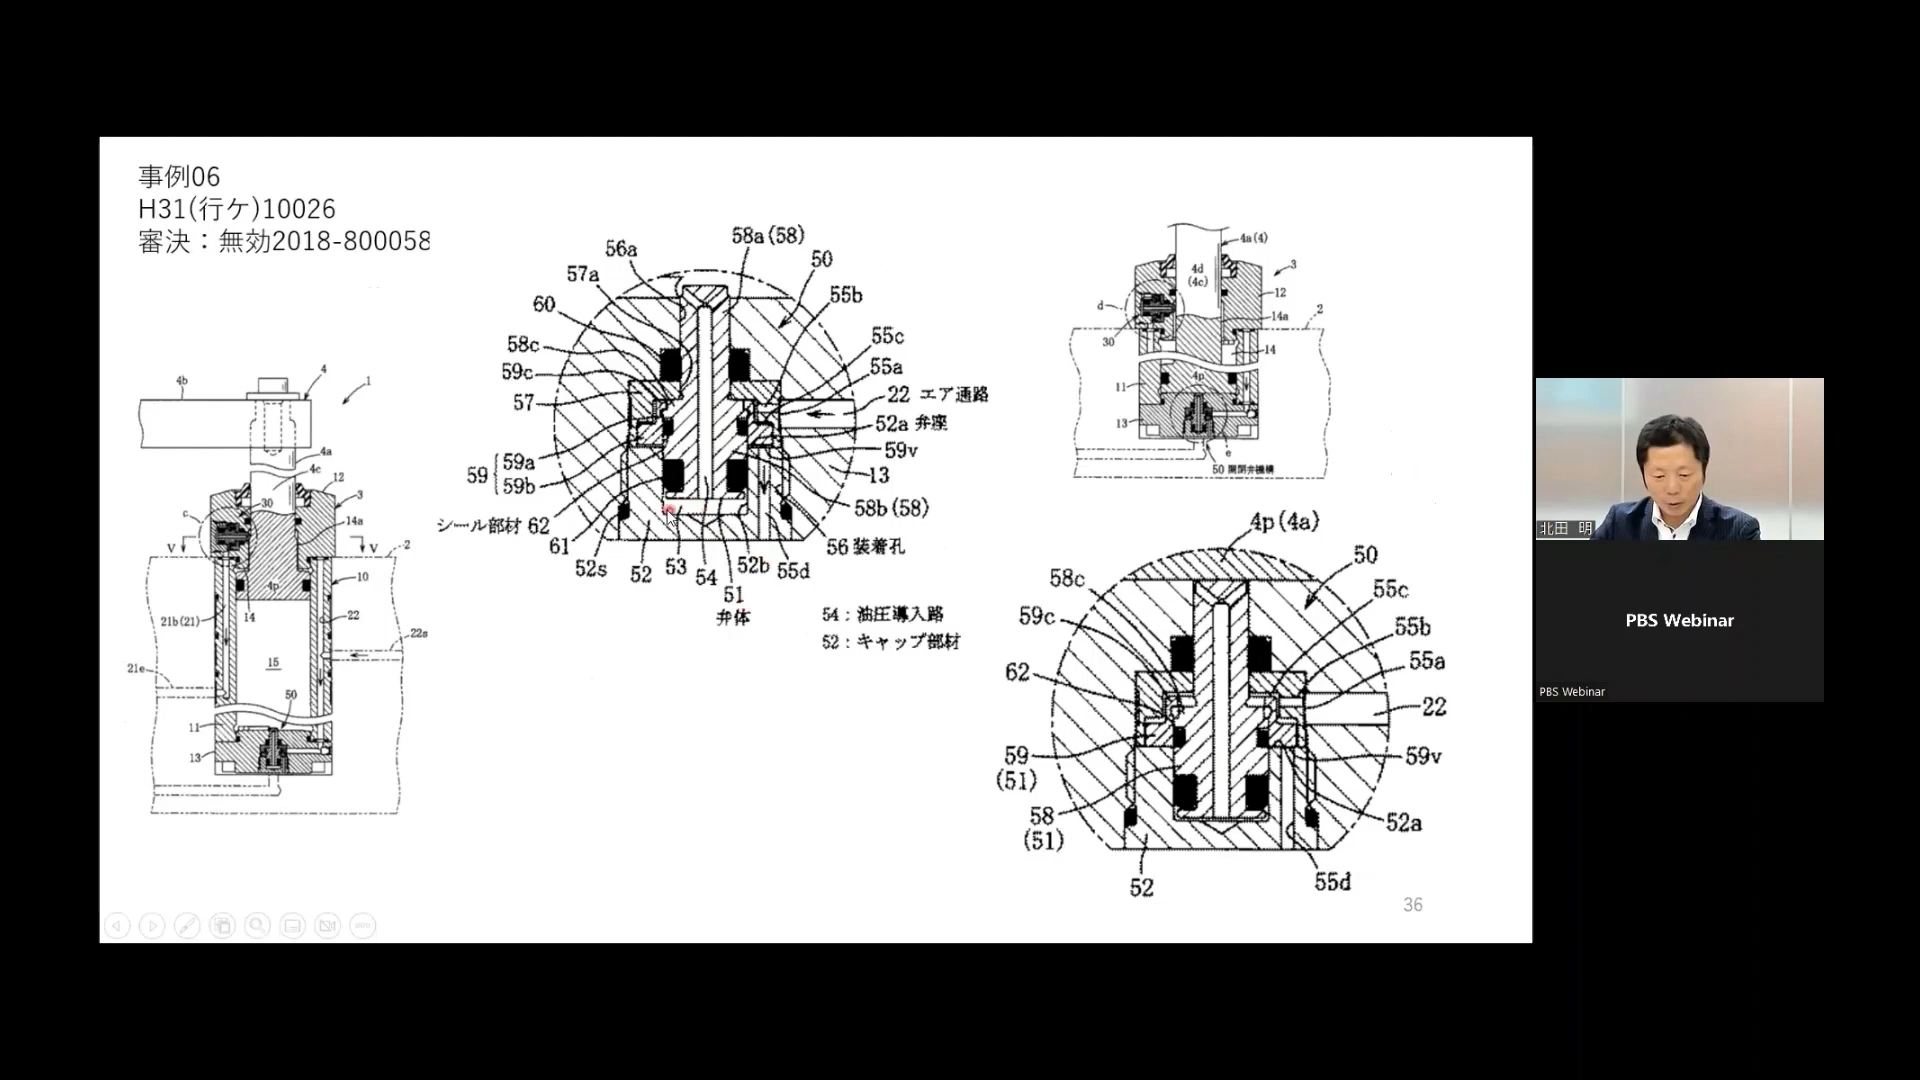 事例06
H31(行ケ)10026
審決：無効2018-800058
4b
4
1
4a
4c
12
30
3
c
14a
V
V
2
10
4p
21b(21)
14
22
22s
21e
15
50
11
13
56a
58a(58)
57a
50
60
55b
58c
55c
59c
55a
57
22 エア通路
52a 弁座
59a
59v
59
59b
13
58b(58)
シール部材 62
61
56 装着孔
52s
52
53
54
52b
55d
51
弁体
54：油圧導入路
52：キャップ部材
4a(4)
4d
(4c)
3
12
d
2
14a
30
14
11
4p
13
e
50 開閉弁機構
4p(4a)
58c
50
55c
59c
55b
62
55a
22
59
(51)
59v
58
(51)
52a
52
55d
36
北田 明
PBS Webinar
PBS Webinar